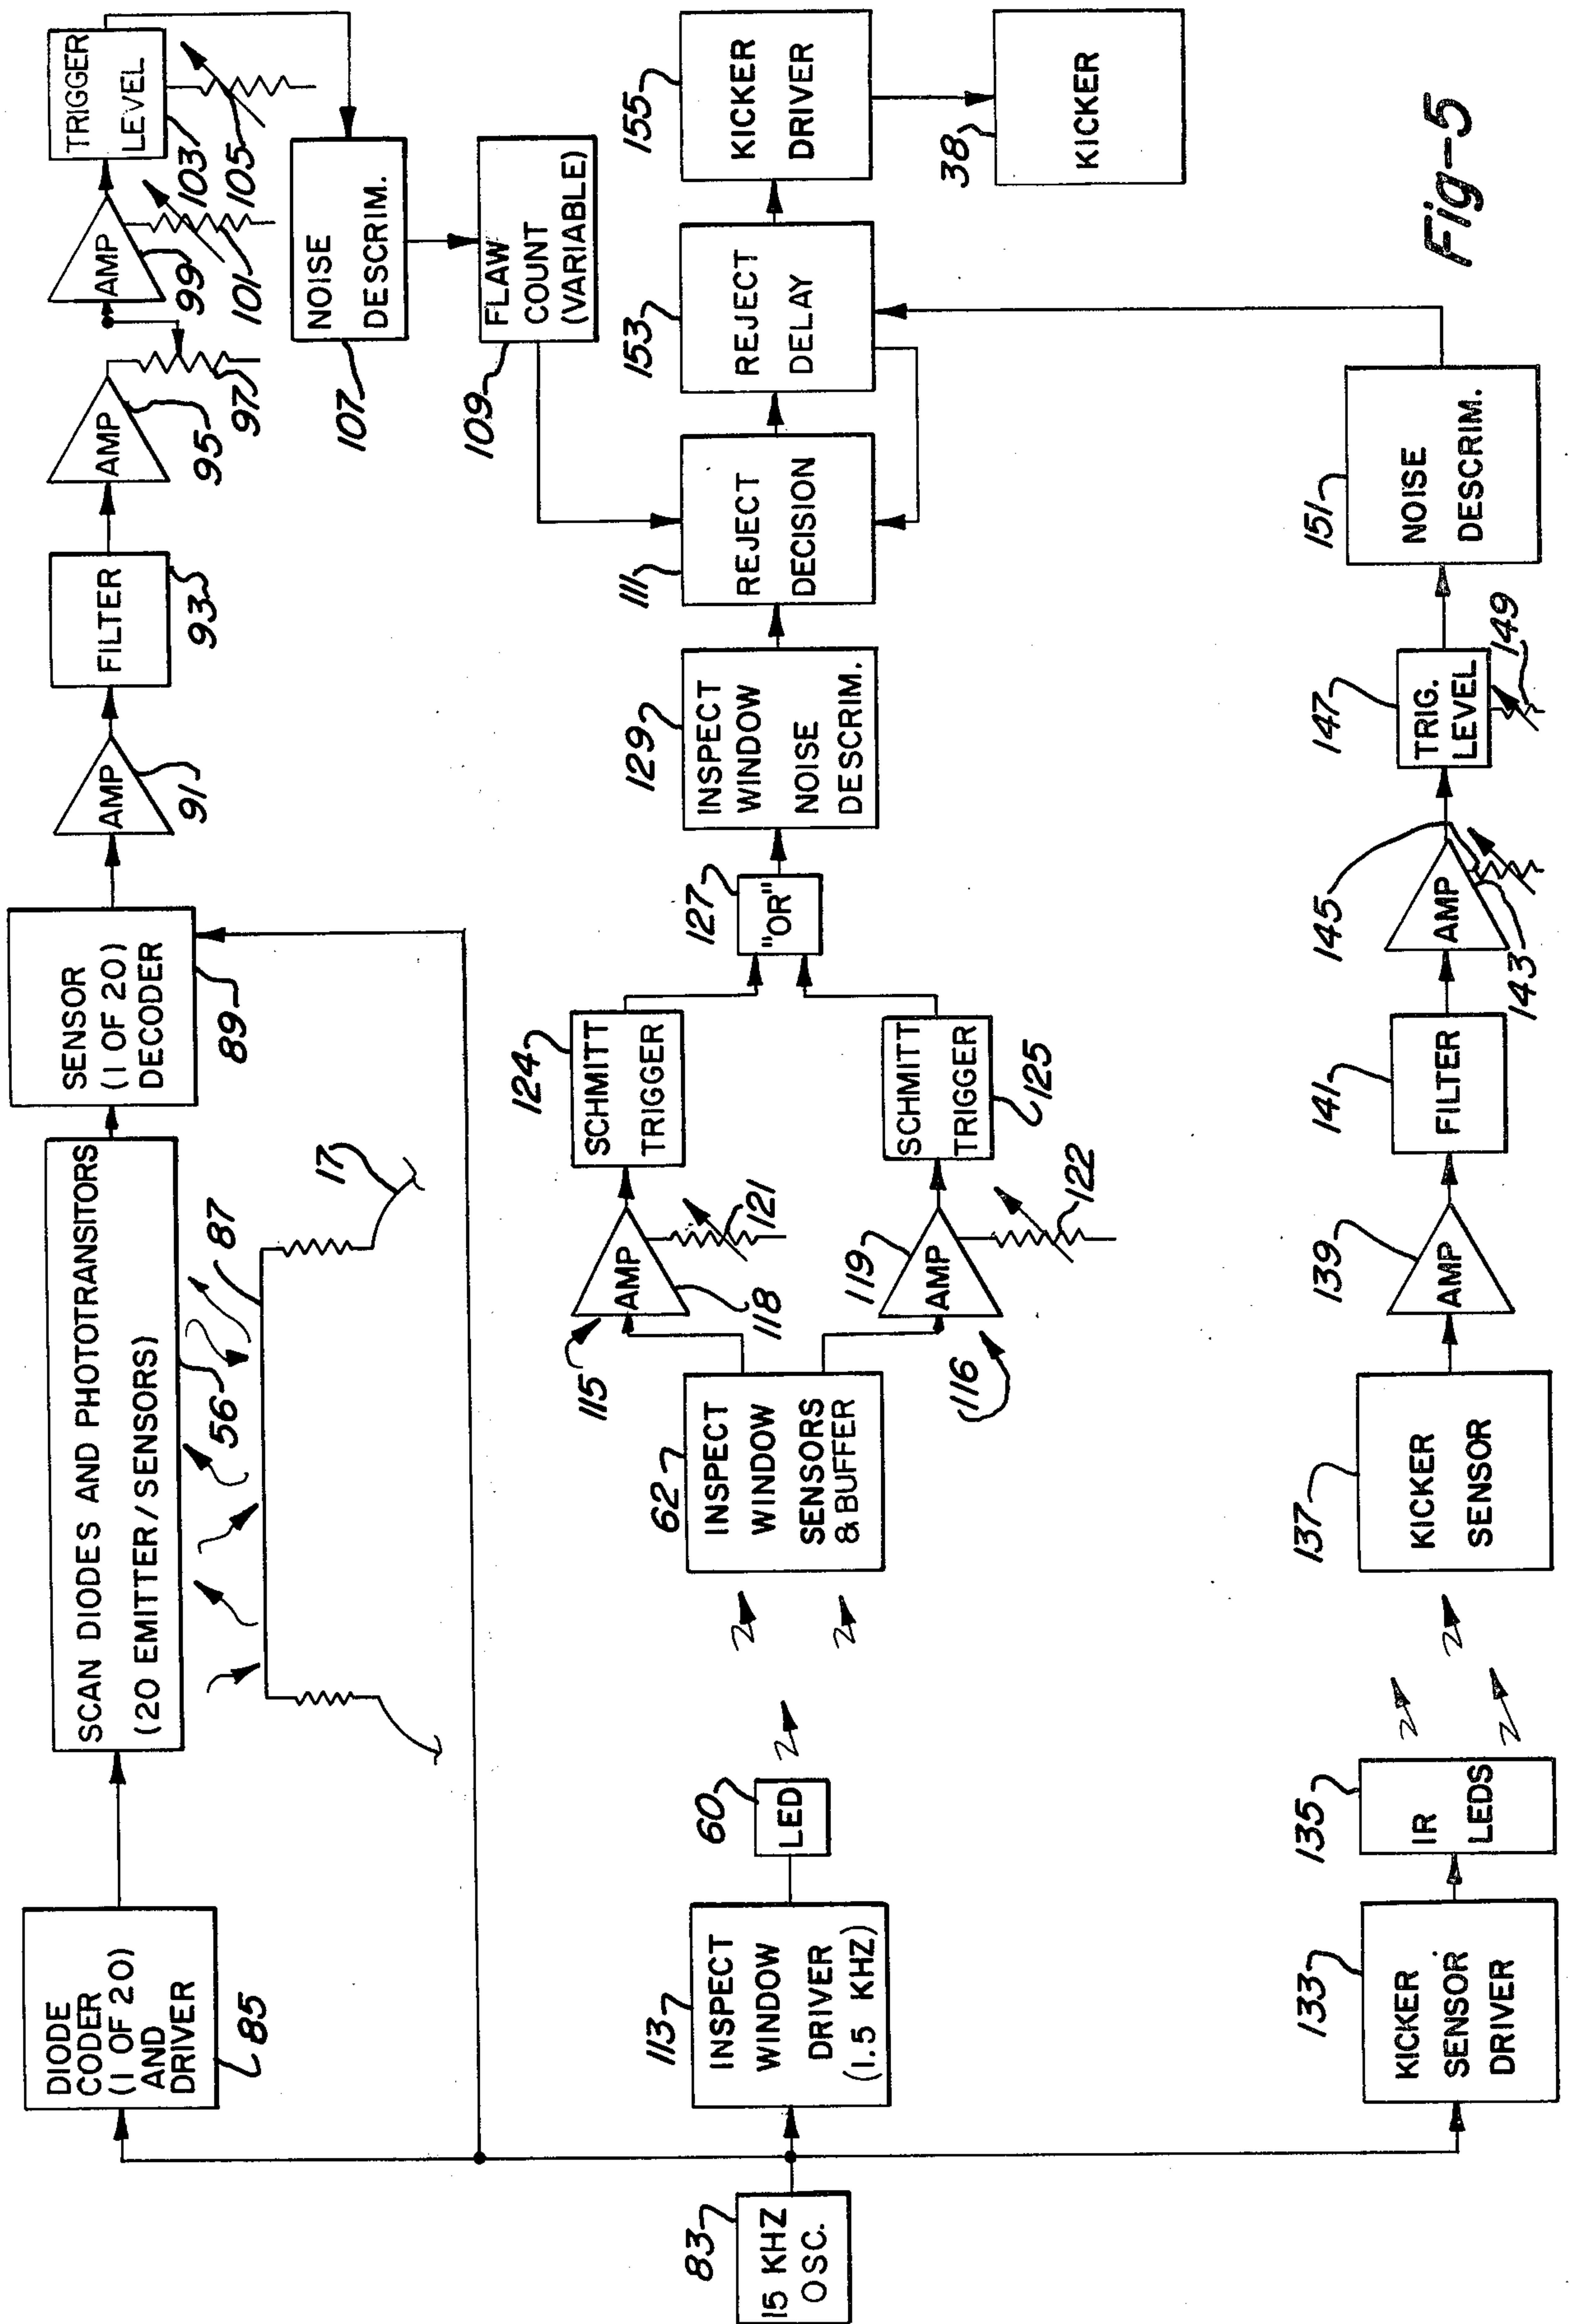 15 KHZ
OSC.
83
DIODE
CODER
(1 OF 20)
AND
DRIVER
85
SCAN DIODES AND PHOTOTRANSITORS
(20 EMITTER/SENSORS)
56
87
17
SENSOR
(1 OF 20)
DECODER
89
AMP
91
FILTER
93
AMP
95
97
AMP
99
101
TRIGGER
LEVEL
103
105
NOISE
DESCRIM.
107
FLAW
COUNT
(VARIABLE)
109
INSPECT
WINDOW
DRIVER
(1.5 KHZ)
113
LED
60
INSPECT
WINDOW
SENSORS
& BUFFER
62
115
AMP
118
121
SCHMITT
TRIGGER
124
116
AMP
119
122
SCHMITT
TRIGGER
125
"OR"
127
INSPECT
WINDOW
NOISE
DESCRIM.
129
REJECT
DECISION
111
REJECT
DELAY
153
KICKER
DRIVER
155
KICKER
38
KICKER
SENSOR
DRIVER
133
IR
LEDS
135
KICKER
SENSOR
137
AMP
139
FILTER
141
AMP
143
145
TRIG.
LEVEL
147
149
NOISE
DESCRIM.
151
Fig-5